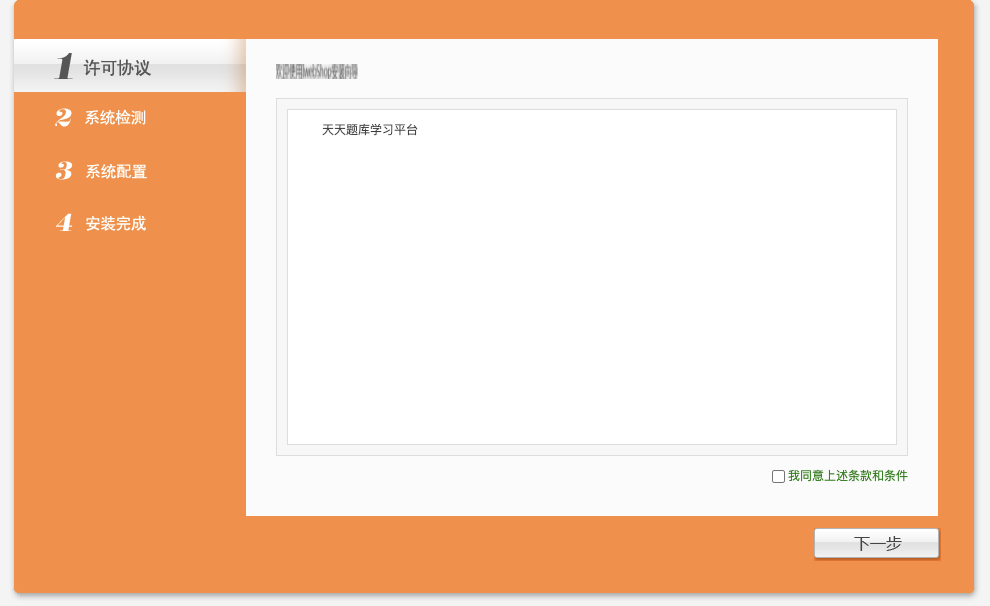 1 许可协议
2 系统检测
3 系统配置
4 安装完成
欢迎使用iwebShop安装向导
天天题库学习平台
我同意上述条款和条件
下一步